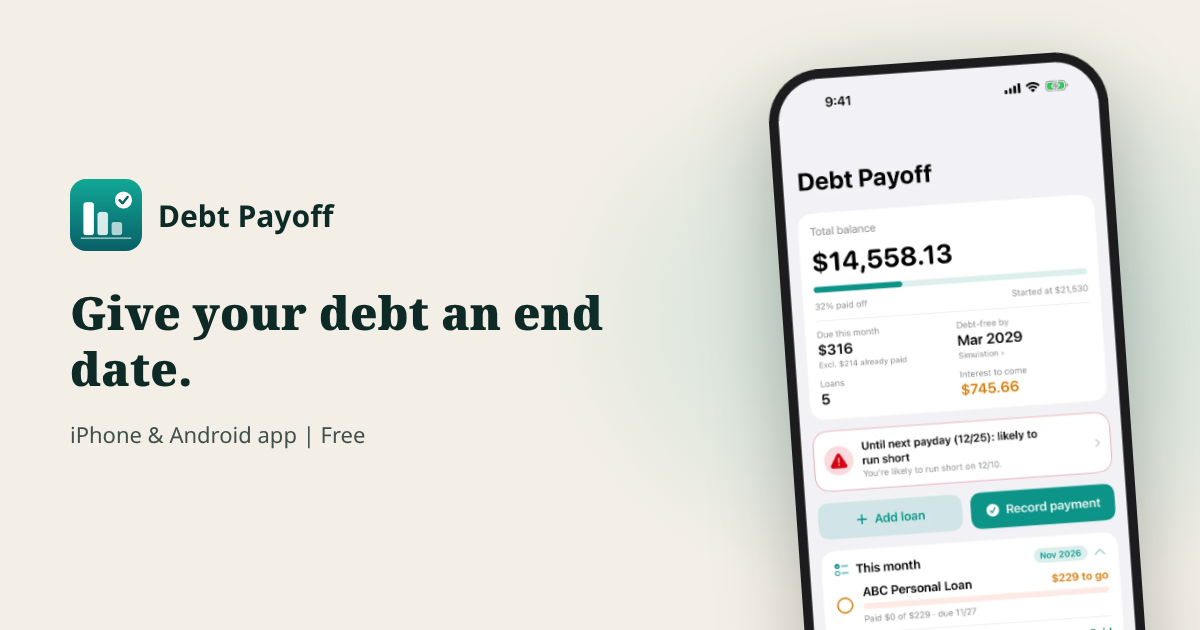 Debt Payoff
Give your debt an end
date.
iPhone & Android app | Free
9:41
Debt Payoff
Total balance
$14,558.13
32% paid off
Started at $21,530
Due this month
$316
Excl. $214 already paid
Debt-free by
Mar 2029
Simulation ›
Loans
5
Interest to come
$745.66
Until next payday (12/25): likely to
run short
You're likely to run short on 12/10.
+ Add loan
Record payment
This month
Nov 2026
ABC Personal Loan
$229 to go
Paid $0 of $229 · due 11/27